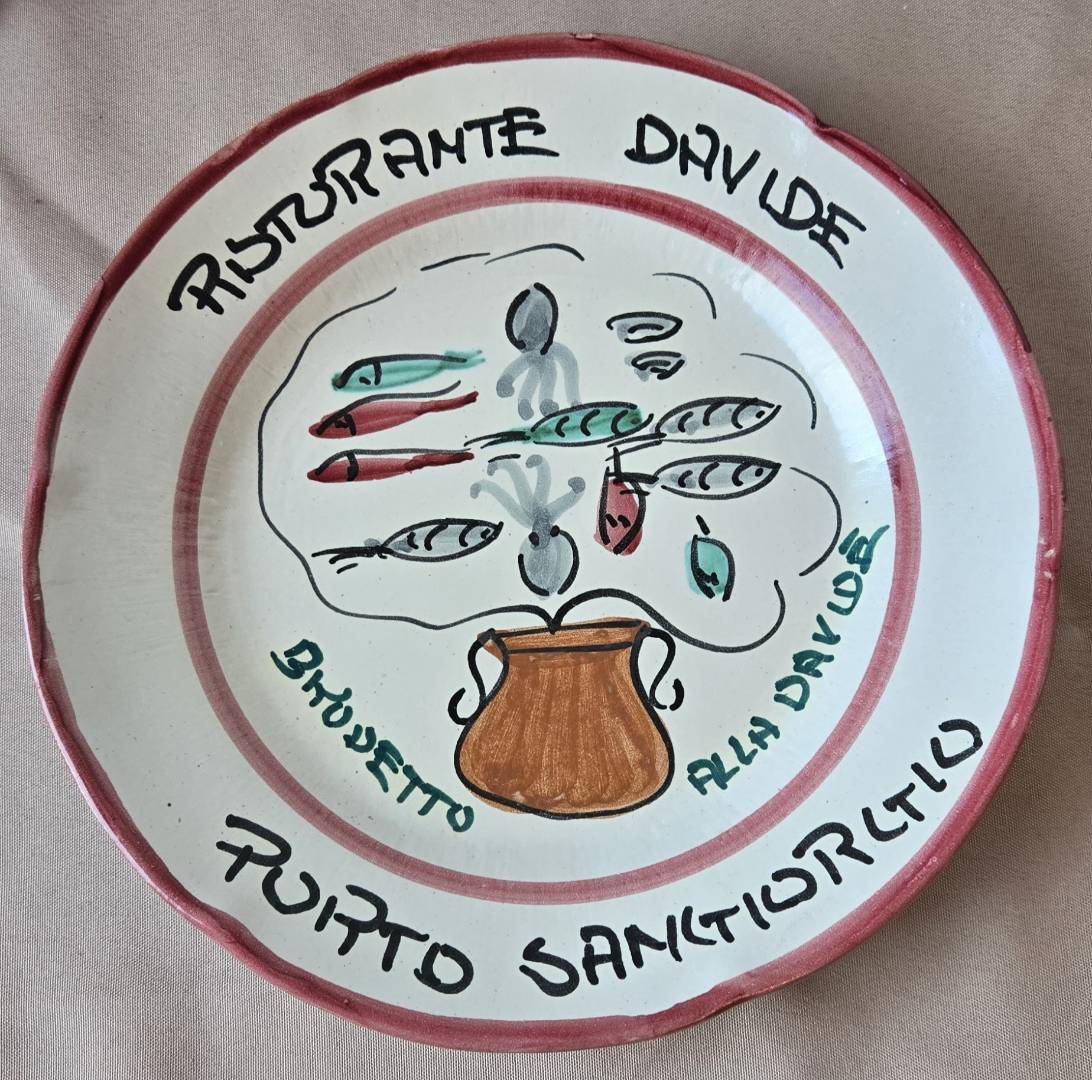 RISTORANTE DAVIDE
BRODETTO
ALLA DAVIDE
PORTO SANGIORGIO